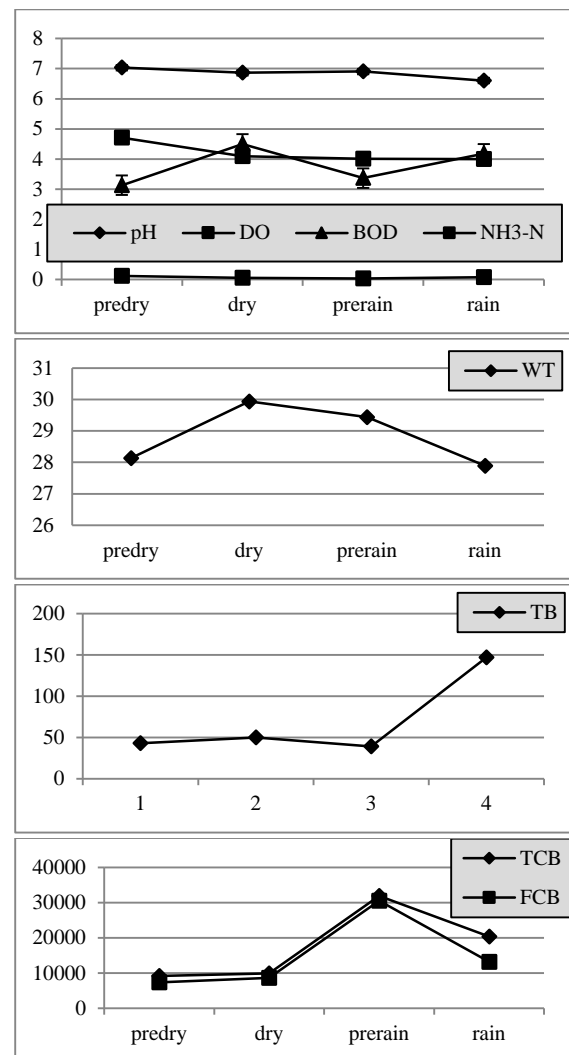 8
7
6
5
4
3
2
1
0
pH DO BOD NH3-N
predry dry prerain rain
31
30
29
28
27
26
WT
predry dry prerain rain
200
150
100
50
0
TB
1 2 3 4
40000
30000
20000
10000
0
TCB
FCB
predry dry prerain rain